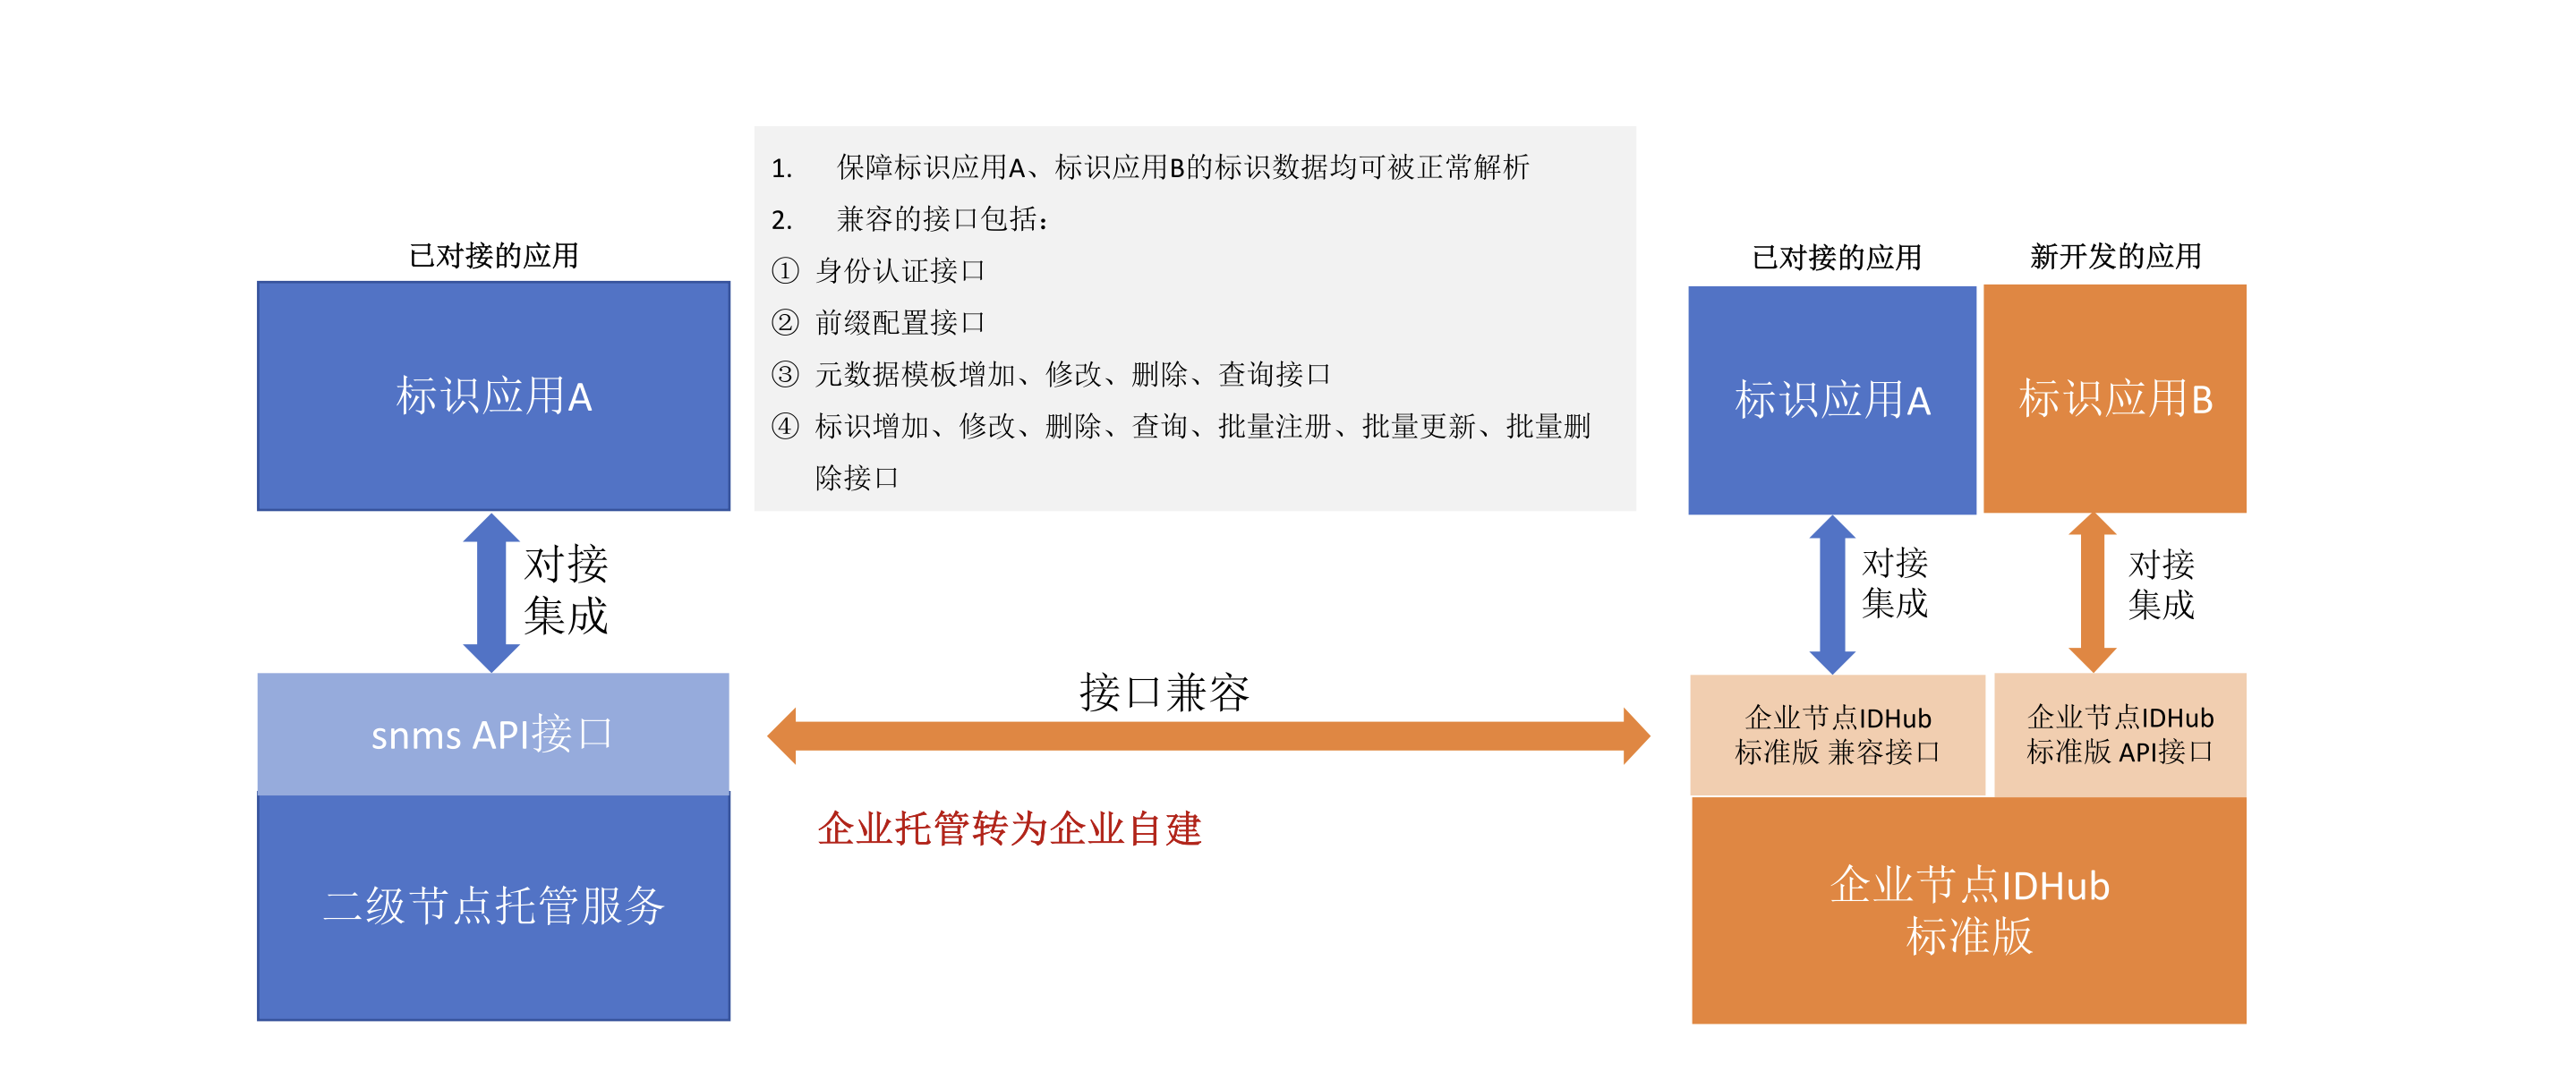 已对接的应用
标识应用A
对接
集成
snms API接口
二级节点托管服务
1. 保障标识应用A、标识应用B的标识数据均可被正常解析
2. 兼容的接口包括：
① 身份认证接口
② 前缀配置接口
③ 元数据模板增加、修改、删除、查询接口
④ 标识增加、修改、删除、查询、批量注册、批量更新、批量删
除接口
接口兼容
企业托管转为企业自建
已对接的应用
标识应用A
对接
集成
企业节点IDHub
标准版 兼容接口
新开发的应用
标识应用B
对接
集成
企业节点IDHub
标准版 API接口
企业节点IDHub
标准版